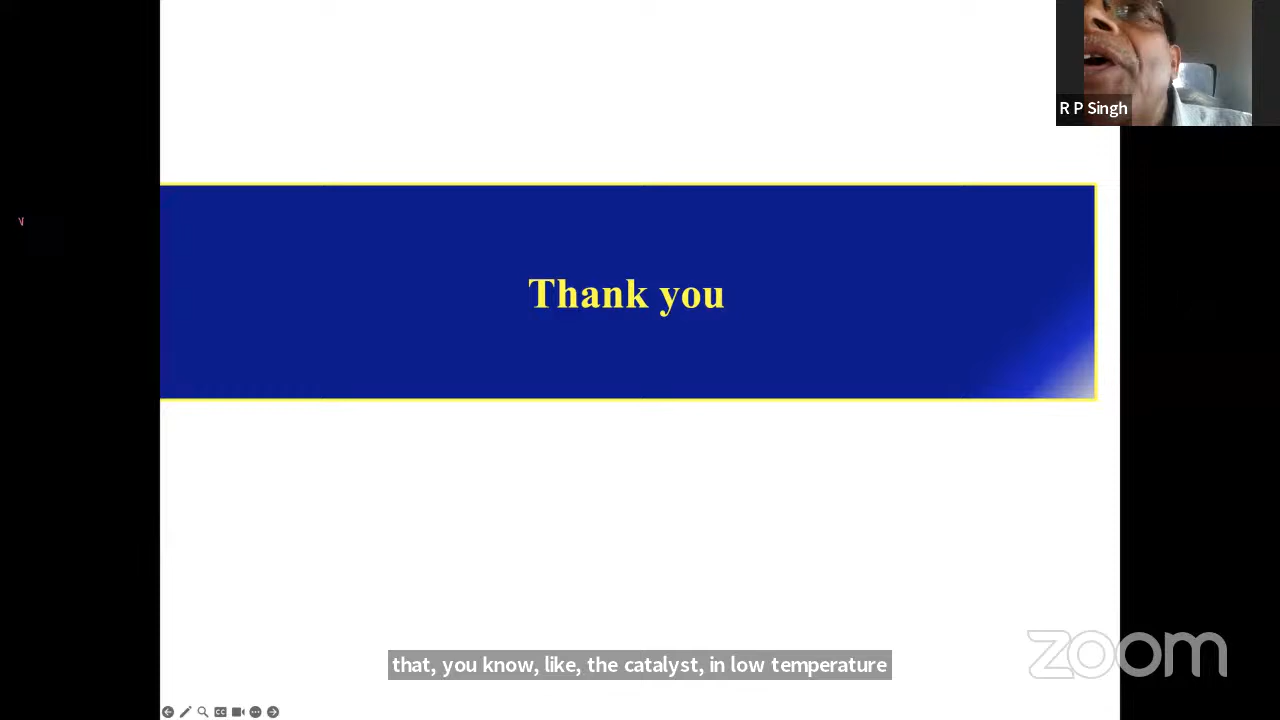 R P Singh
Thank you
that, you know, like, the catalyst, in low temperature
zoom